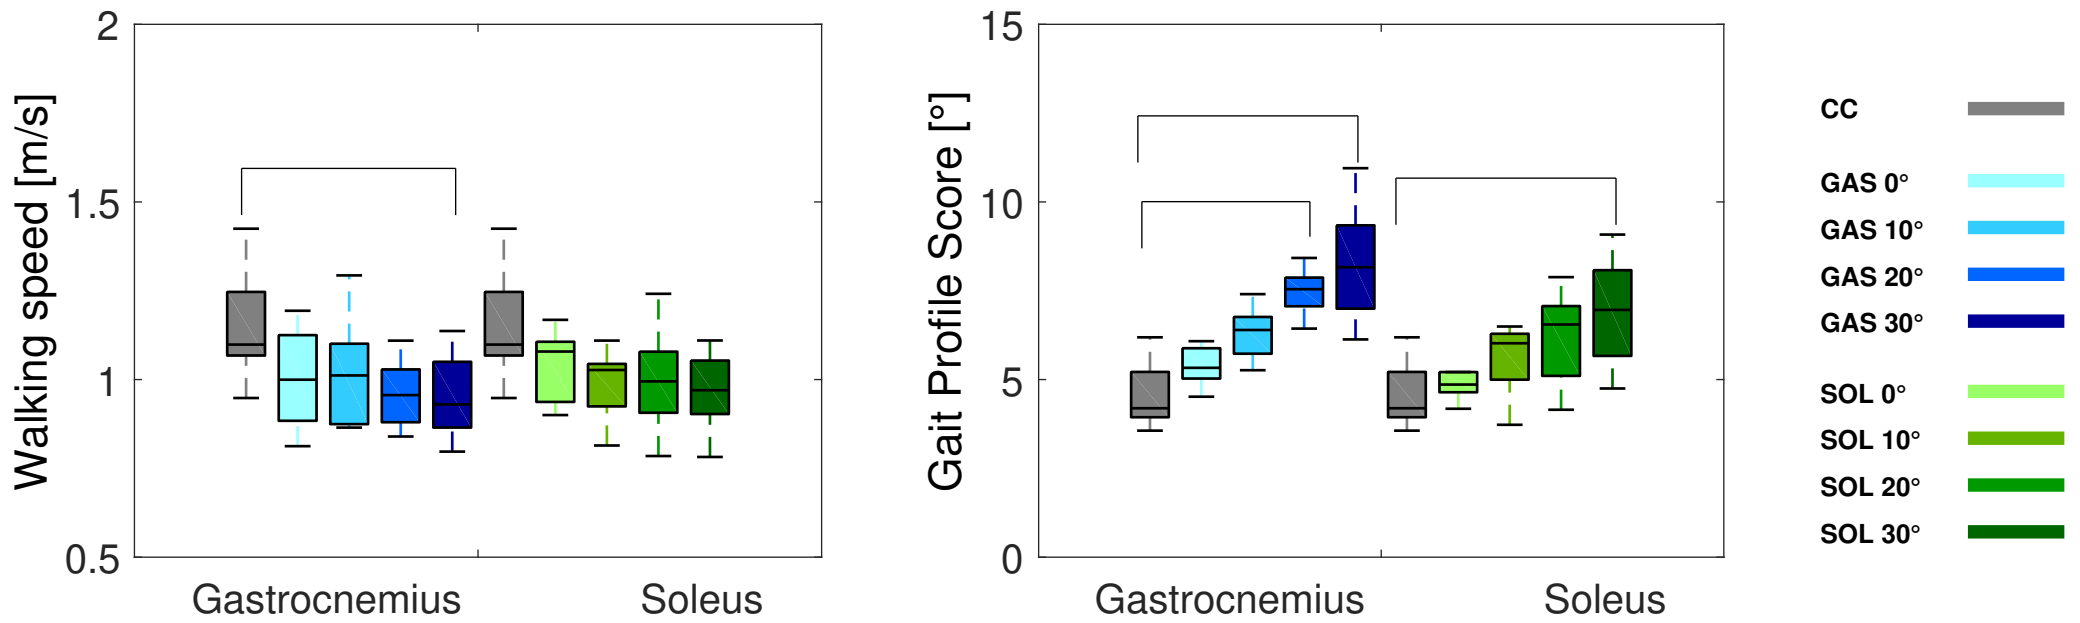 Walking speed [m/s]
2
1.5
1
0.5
Gastrocnemius
Soleus
Gait Profile Score [°]
15
10
5
0
Gastrocnemius
Soleus
CC
GAS 0°
GAS 10°
GAS 20°
GAS 30°
SOL 0°
SOL 10°
SOL 20°
SOL 30°